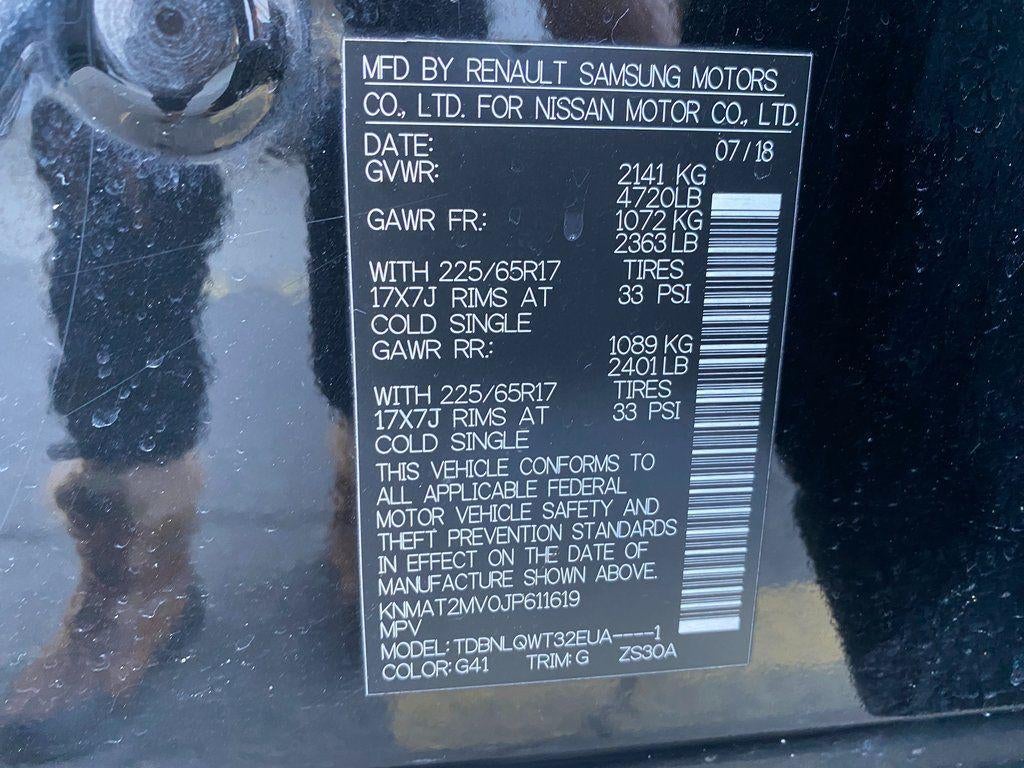 MFD BY RENAULT SAMSUNG MOTORS
CO., LTD. FOR NISSAN MOTOR CO., LTD.
DATE: 07/18
GVWR: 2141 KG
4720LB
GAWR FR.: 1072 KG
2363 LB
WITH 225/65R17 TIRES
17X7J RIMS AT 33 PSI
COLD SINGLE
GAWR RR.: 1089 KG
2401 LB
WITH 225/65R17 TIRES
17X7J RIMS AT 33 PSI
COLD SINGLE
THIS VEHICLE CONFORMS TO
ALL APPLICABLE FEDERAL
MOTOR VEHICLE SAFETY AND
THEFT PREVENTION STANDARDS
IN EFFECT ON THE DATE OF
MANUFACTURE SHOWN ABOVE.
KNMAT2MV0JP611619
MPV
MODEL: TDBNLQWT32EUA----1
COLOR: G41 TRIM: G ZS30A